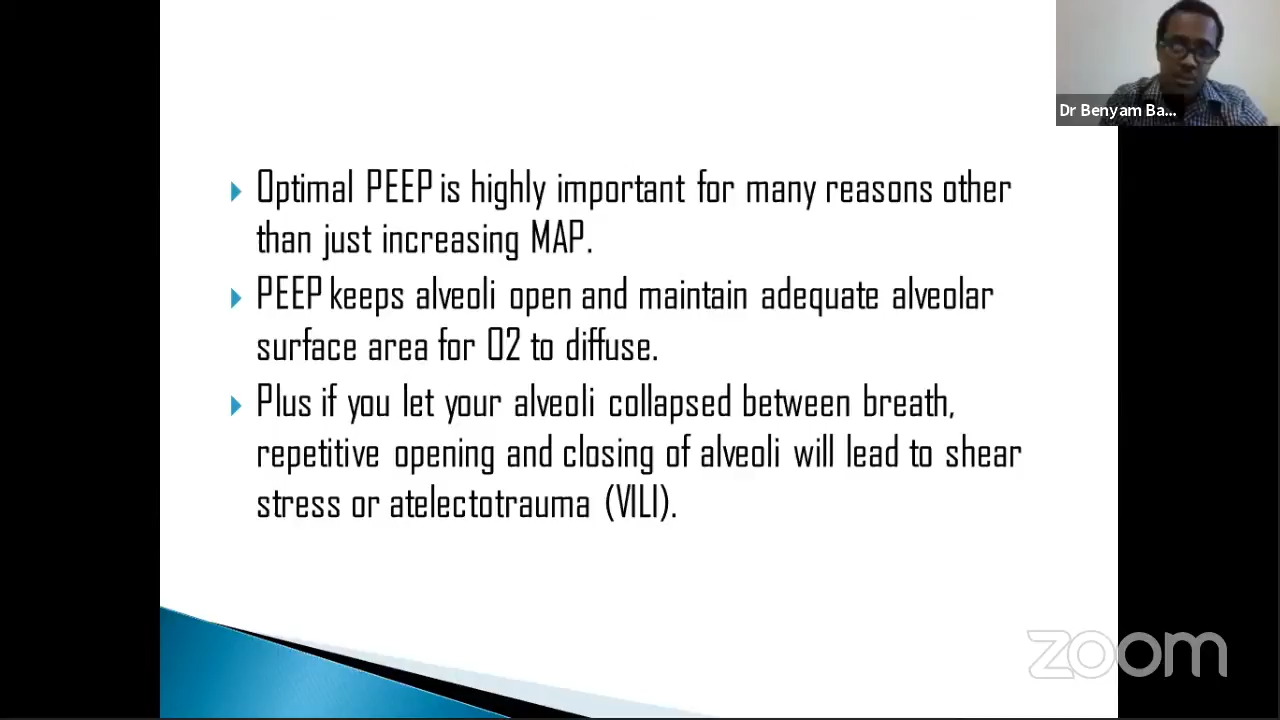 Dr Benyam Ba...
Optimal PEEP is highly important for many reasons other
than just increasing MAP.
PEEP keeps alveoli open and maintain adequate alveolar
surface area for O2 to diffuse.
Plus if you let your alveoli collapsed between breath,
repetitive opening and closing of alveoli will lead to shear
stress or atelectotrauma (VILI).
zoom